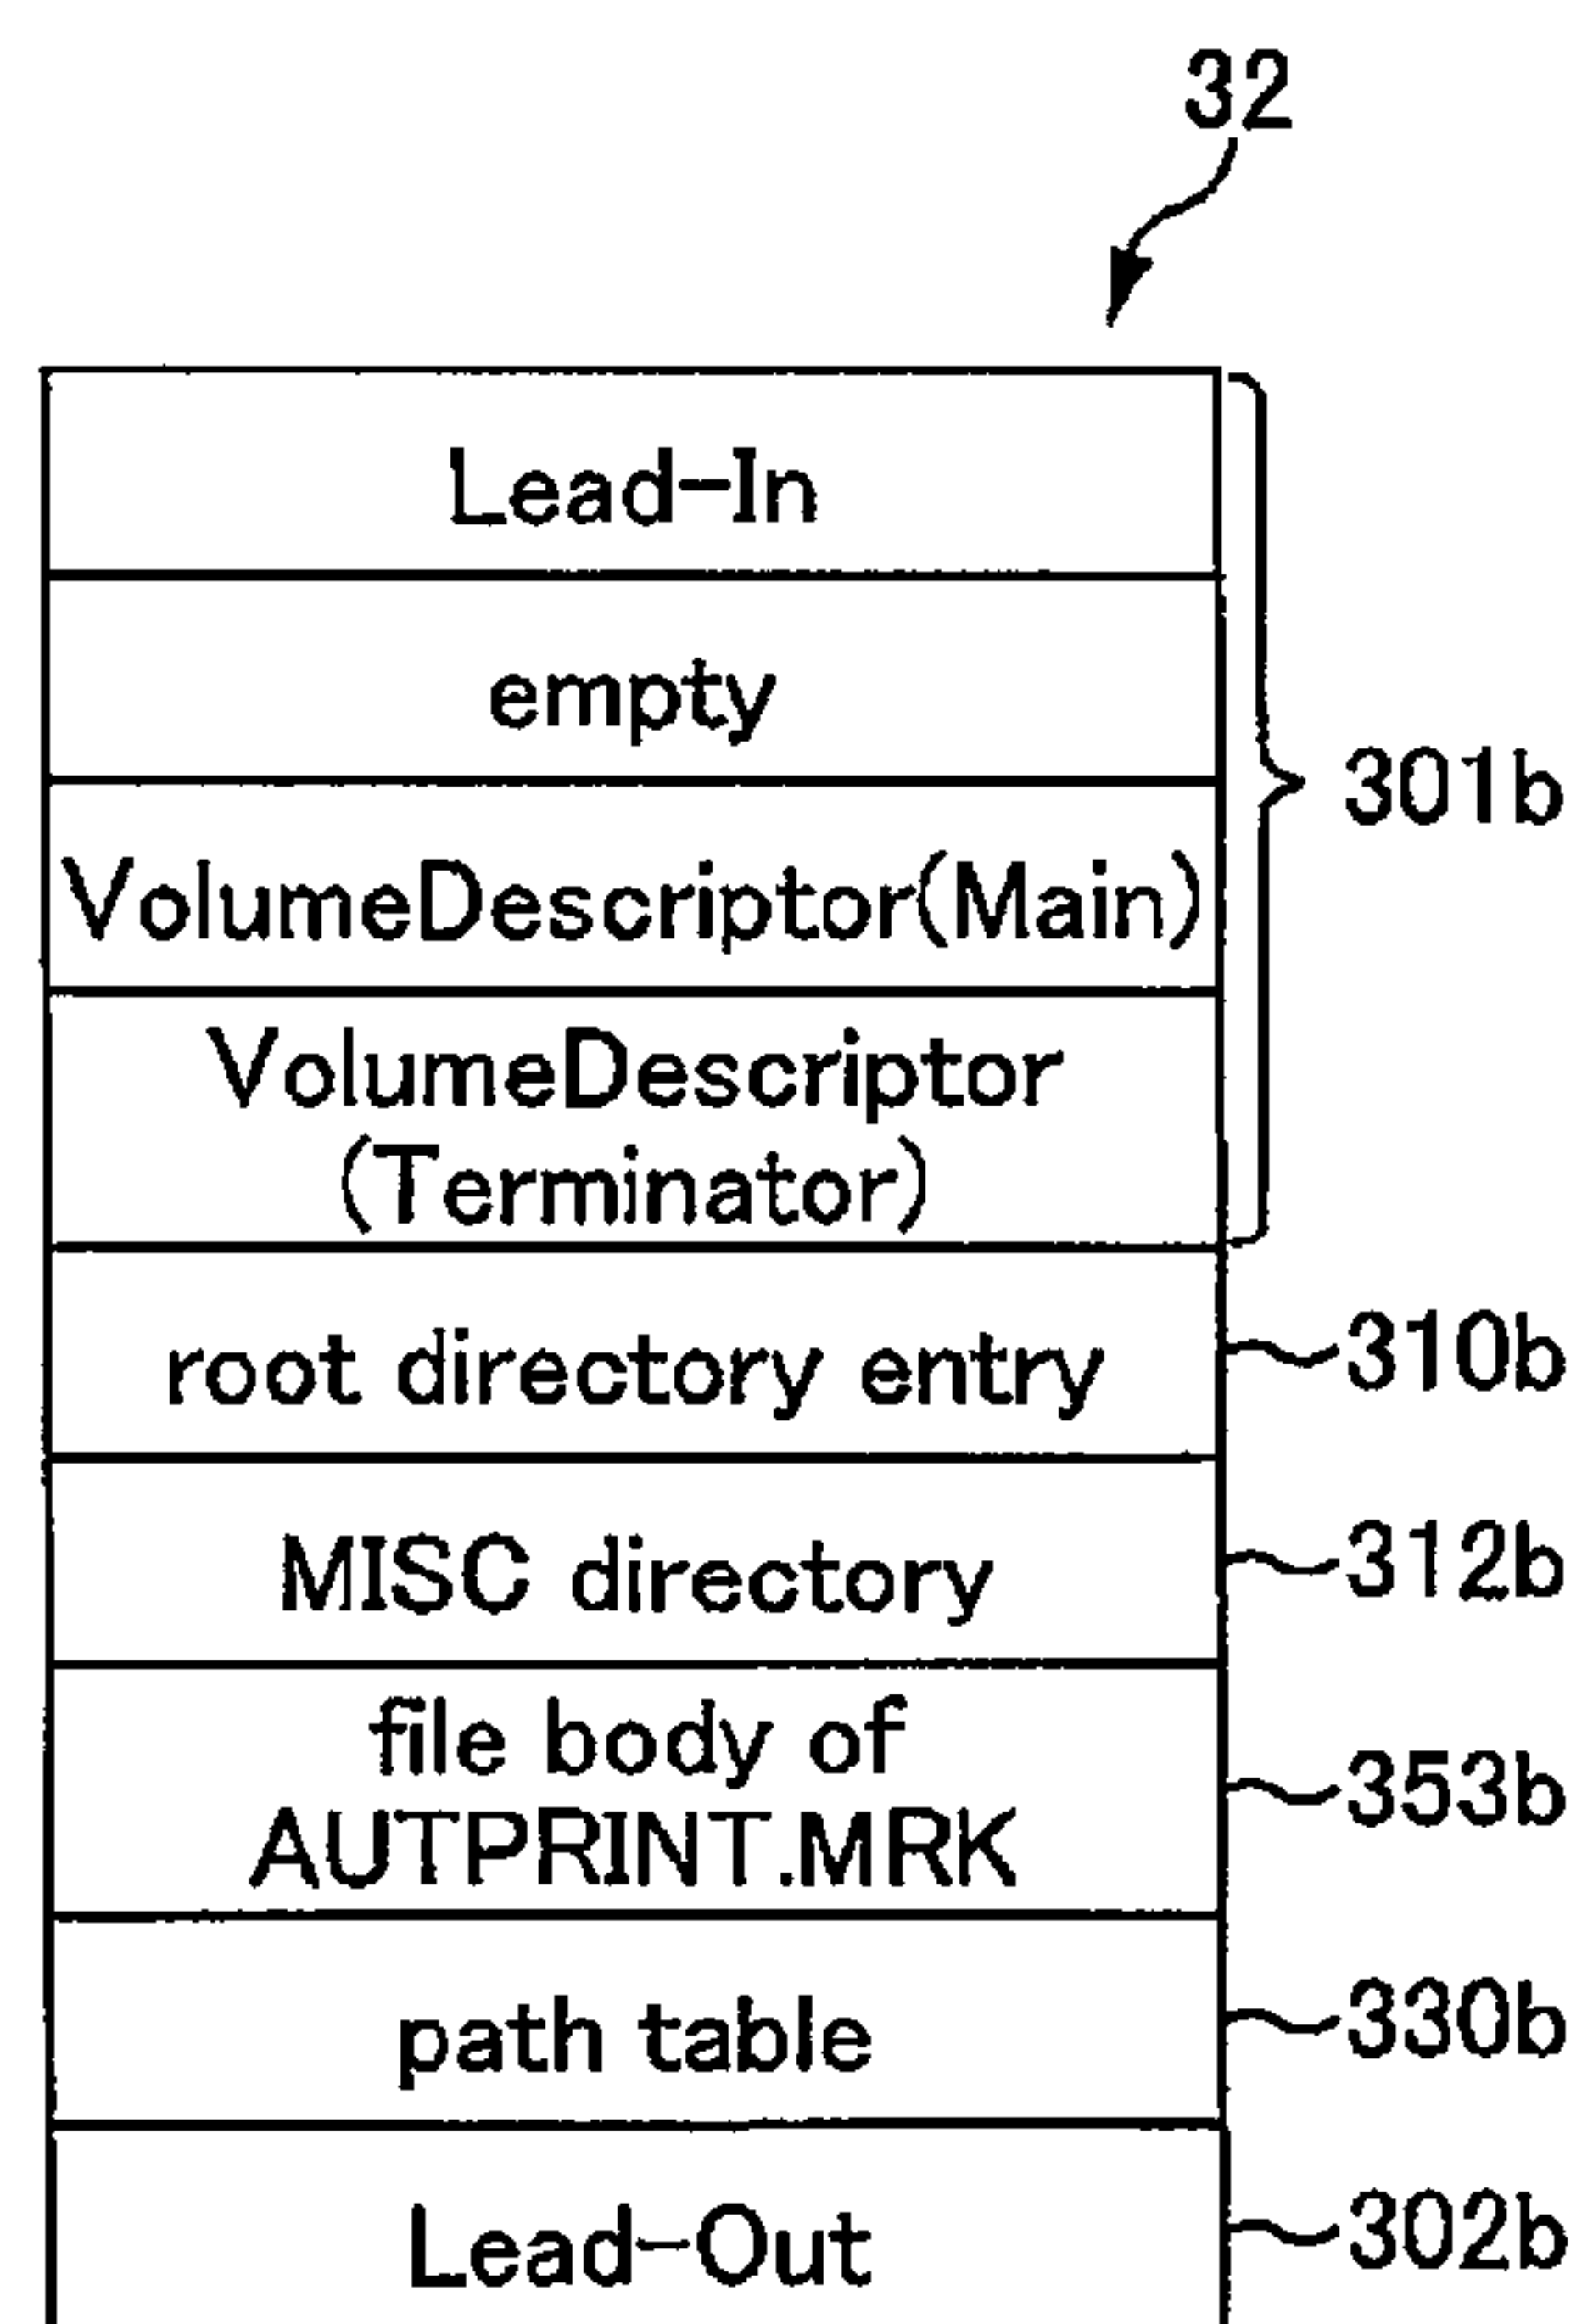 32
Lead-In
empty
VolumeDescriptor(Main)
301b
VolumeDescriptor
(Terminator)
root directory entry
310b
MISC directory
312b
file body of
AUTPRINT.MRK
353b
path table
330b
Lead-Out
302b